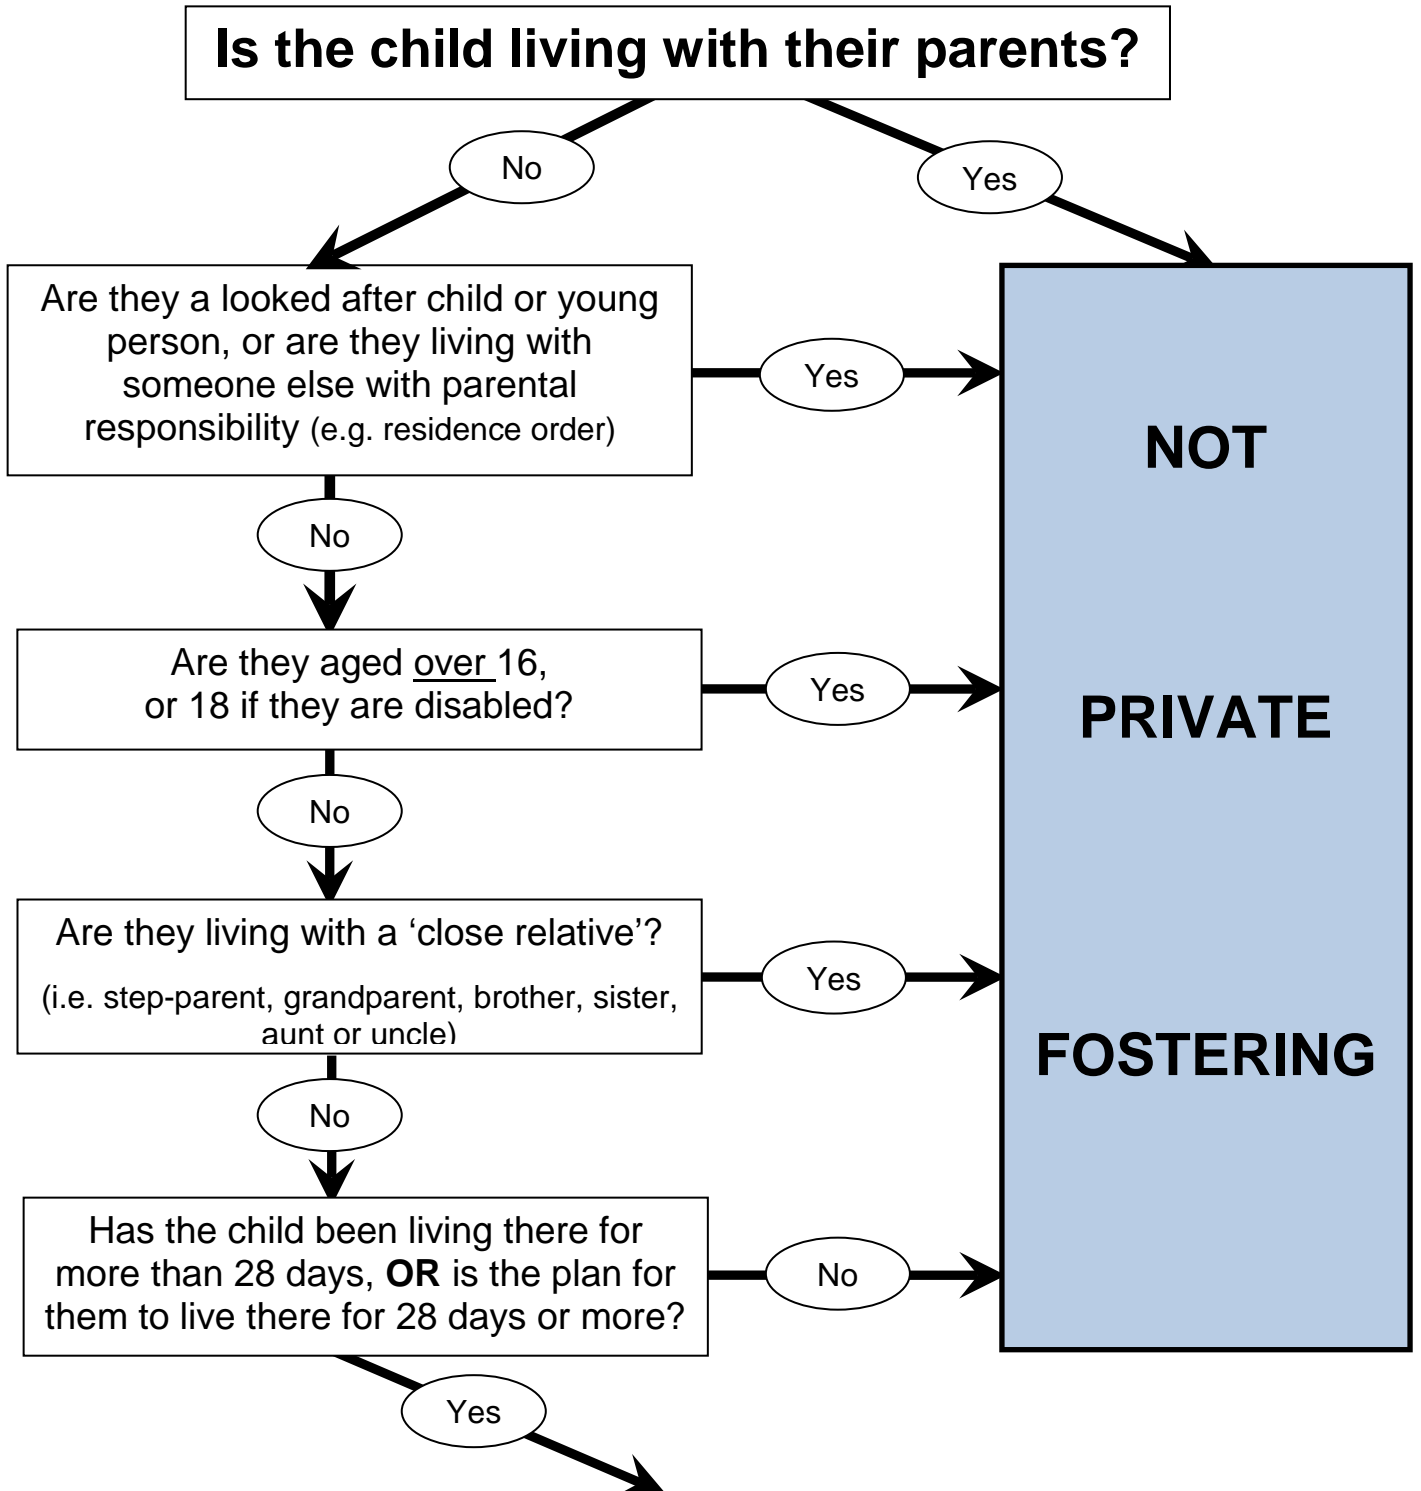 Is the child living with their parents?
No
Yes
Are they a looked after child or young
person, or are they living with
someone else with parental
responsibility (e.g. residence order)
Yes
No
Are they aged over 16,
or 18 if they are disabled?
Yes
No
Are they living with a ‘close relative’?
(i.e. step-parent, grandparent, brother, sister,
aunt or uncle)
Yes
No
Has the child been living there for
more than 28 days, OR is the plan for
them to live there for 28 days or more?
No
Yes
NOT
PRIVATE
FOSTERING